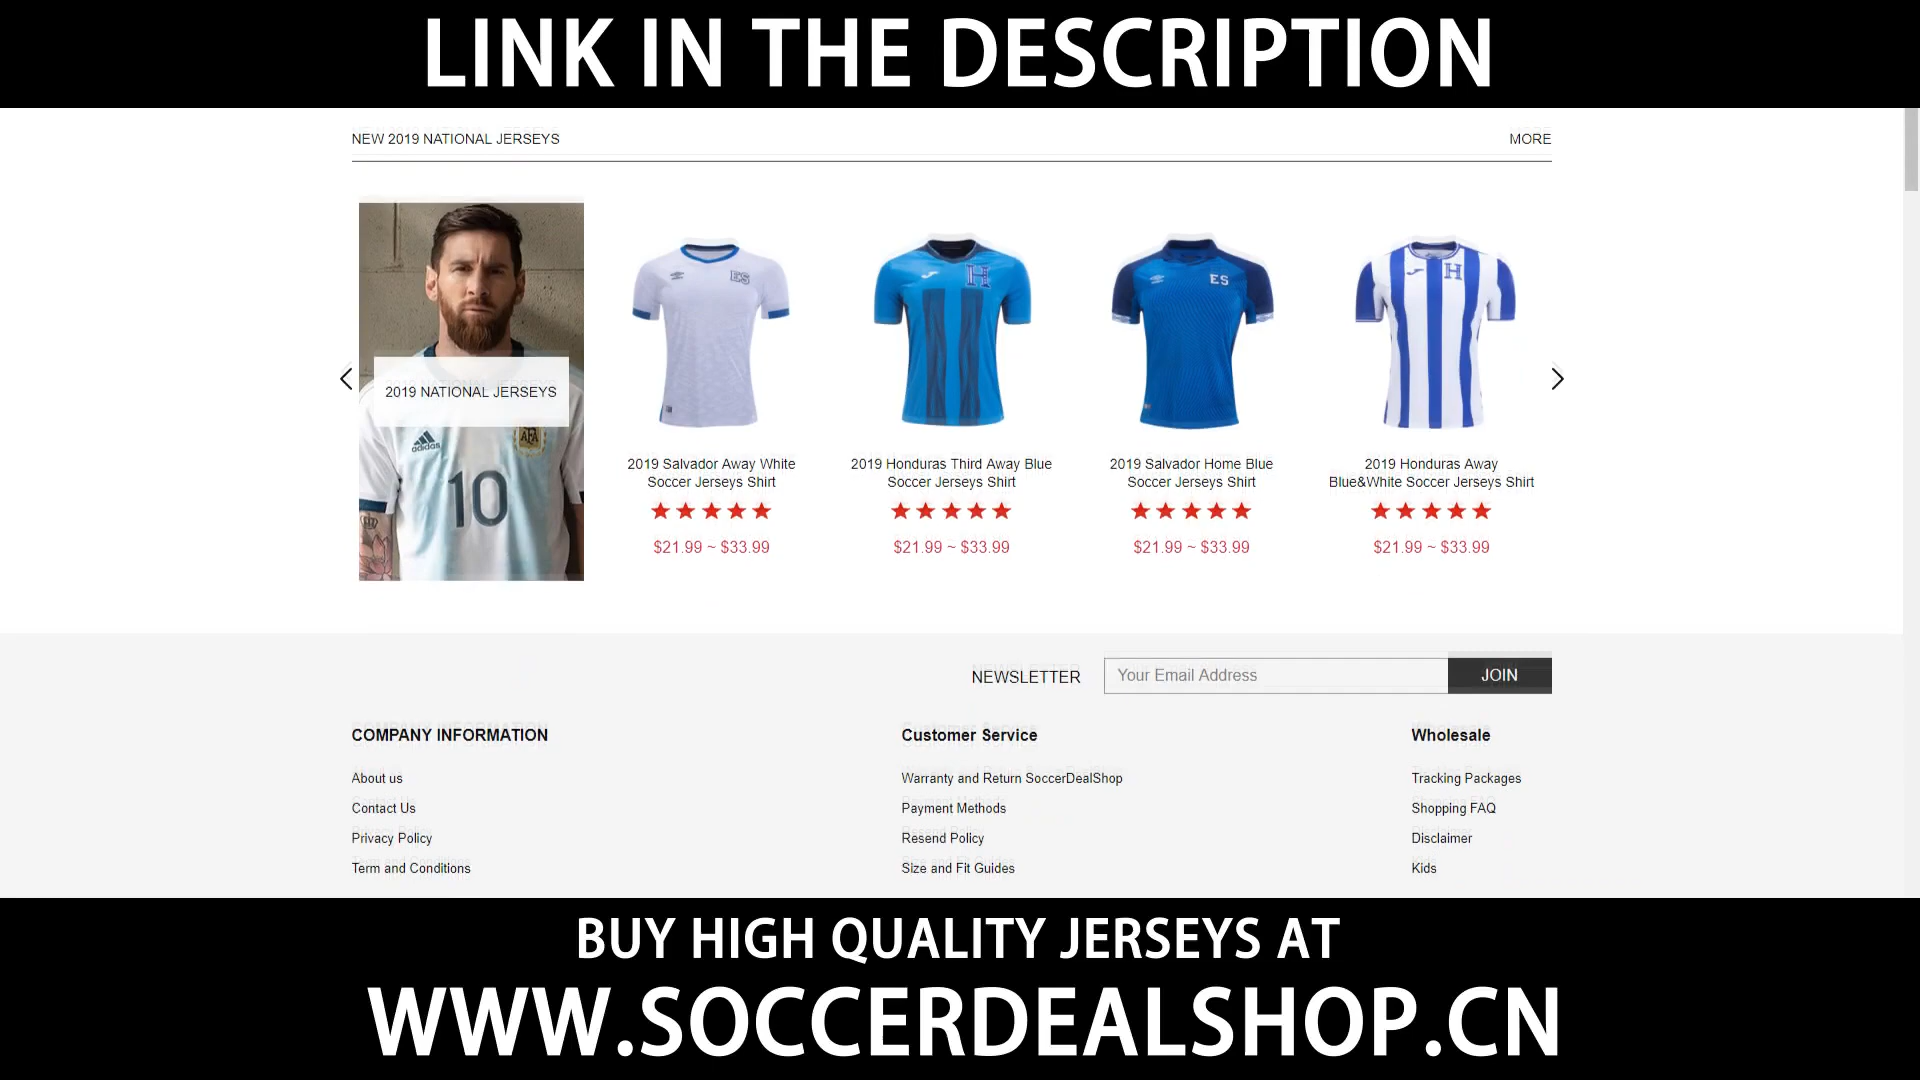 LINK IN THE DESCRIPTION
NEW 2019 NATIONAL JERSEYS
MORE
2019 NATIONAL JERSEYS
adidas
AFA
10
ES
H
ES
H
2019 Salvador Away White
Soccer Jerseys Shirt
$21.99 ~ $33.99
2019 Honduras Third Away Blue
Soccer Jerseys Shirt
$21.99 ~ $33.99
2019 Salvador Home Blue
Soccer Jerseys Shirt
$21.99 ~ $33.99
2019 Honduras Away
Blue&White Soccer Jerseys Shirt
$21.99 ~ $33.99
NEWSLETTER
Your Email Address
JOIN
COMPANY INFORMATION
About us
Contact Us
Privacy Policy
Term and Conditions
Customer Service
Warranty and Return SoccerDealShop
Payment Methods
Resend Policy
Size and Fit Guides
Wholesale
Tracking Packages
Shopping FAQ
Disclaimer
Kids
BUY HIGH QUALITY JERSEYS AT
WWW.SOCCERDEALSHOP.CN